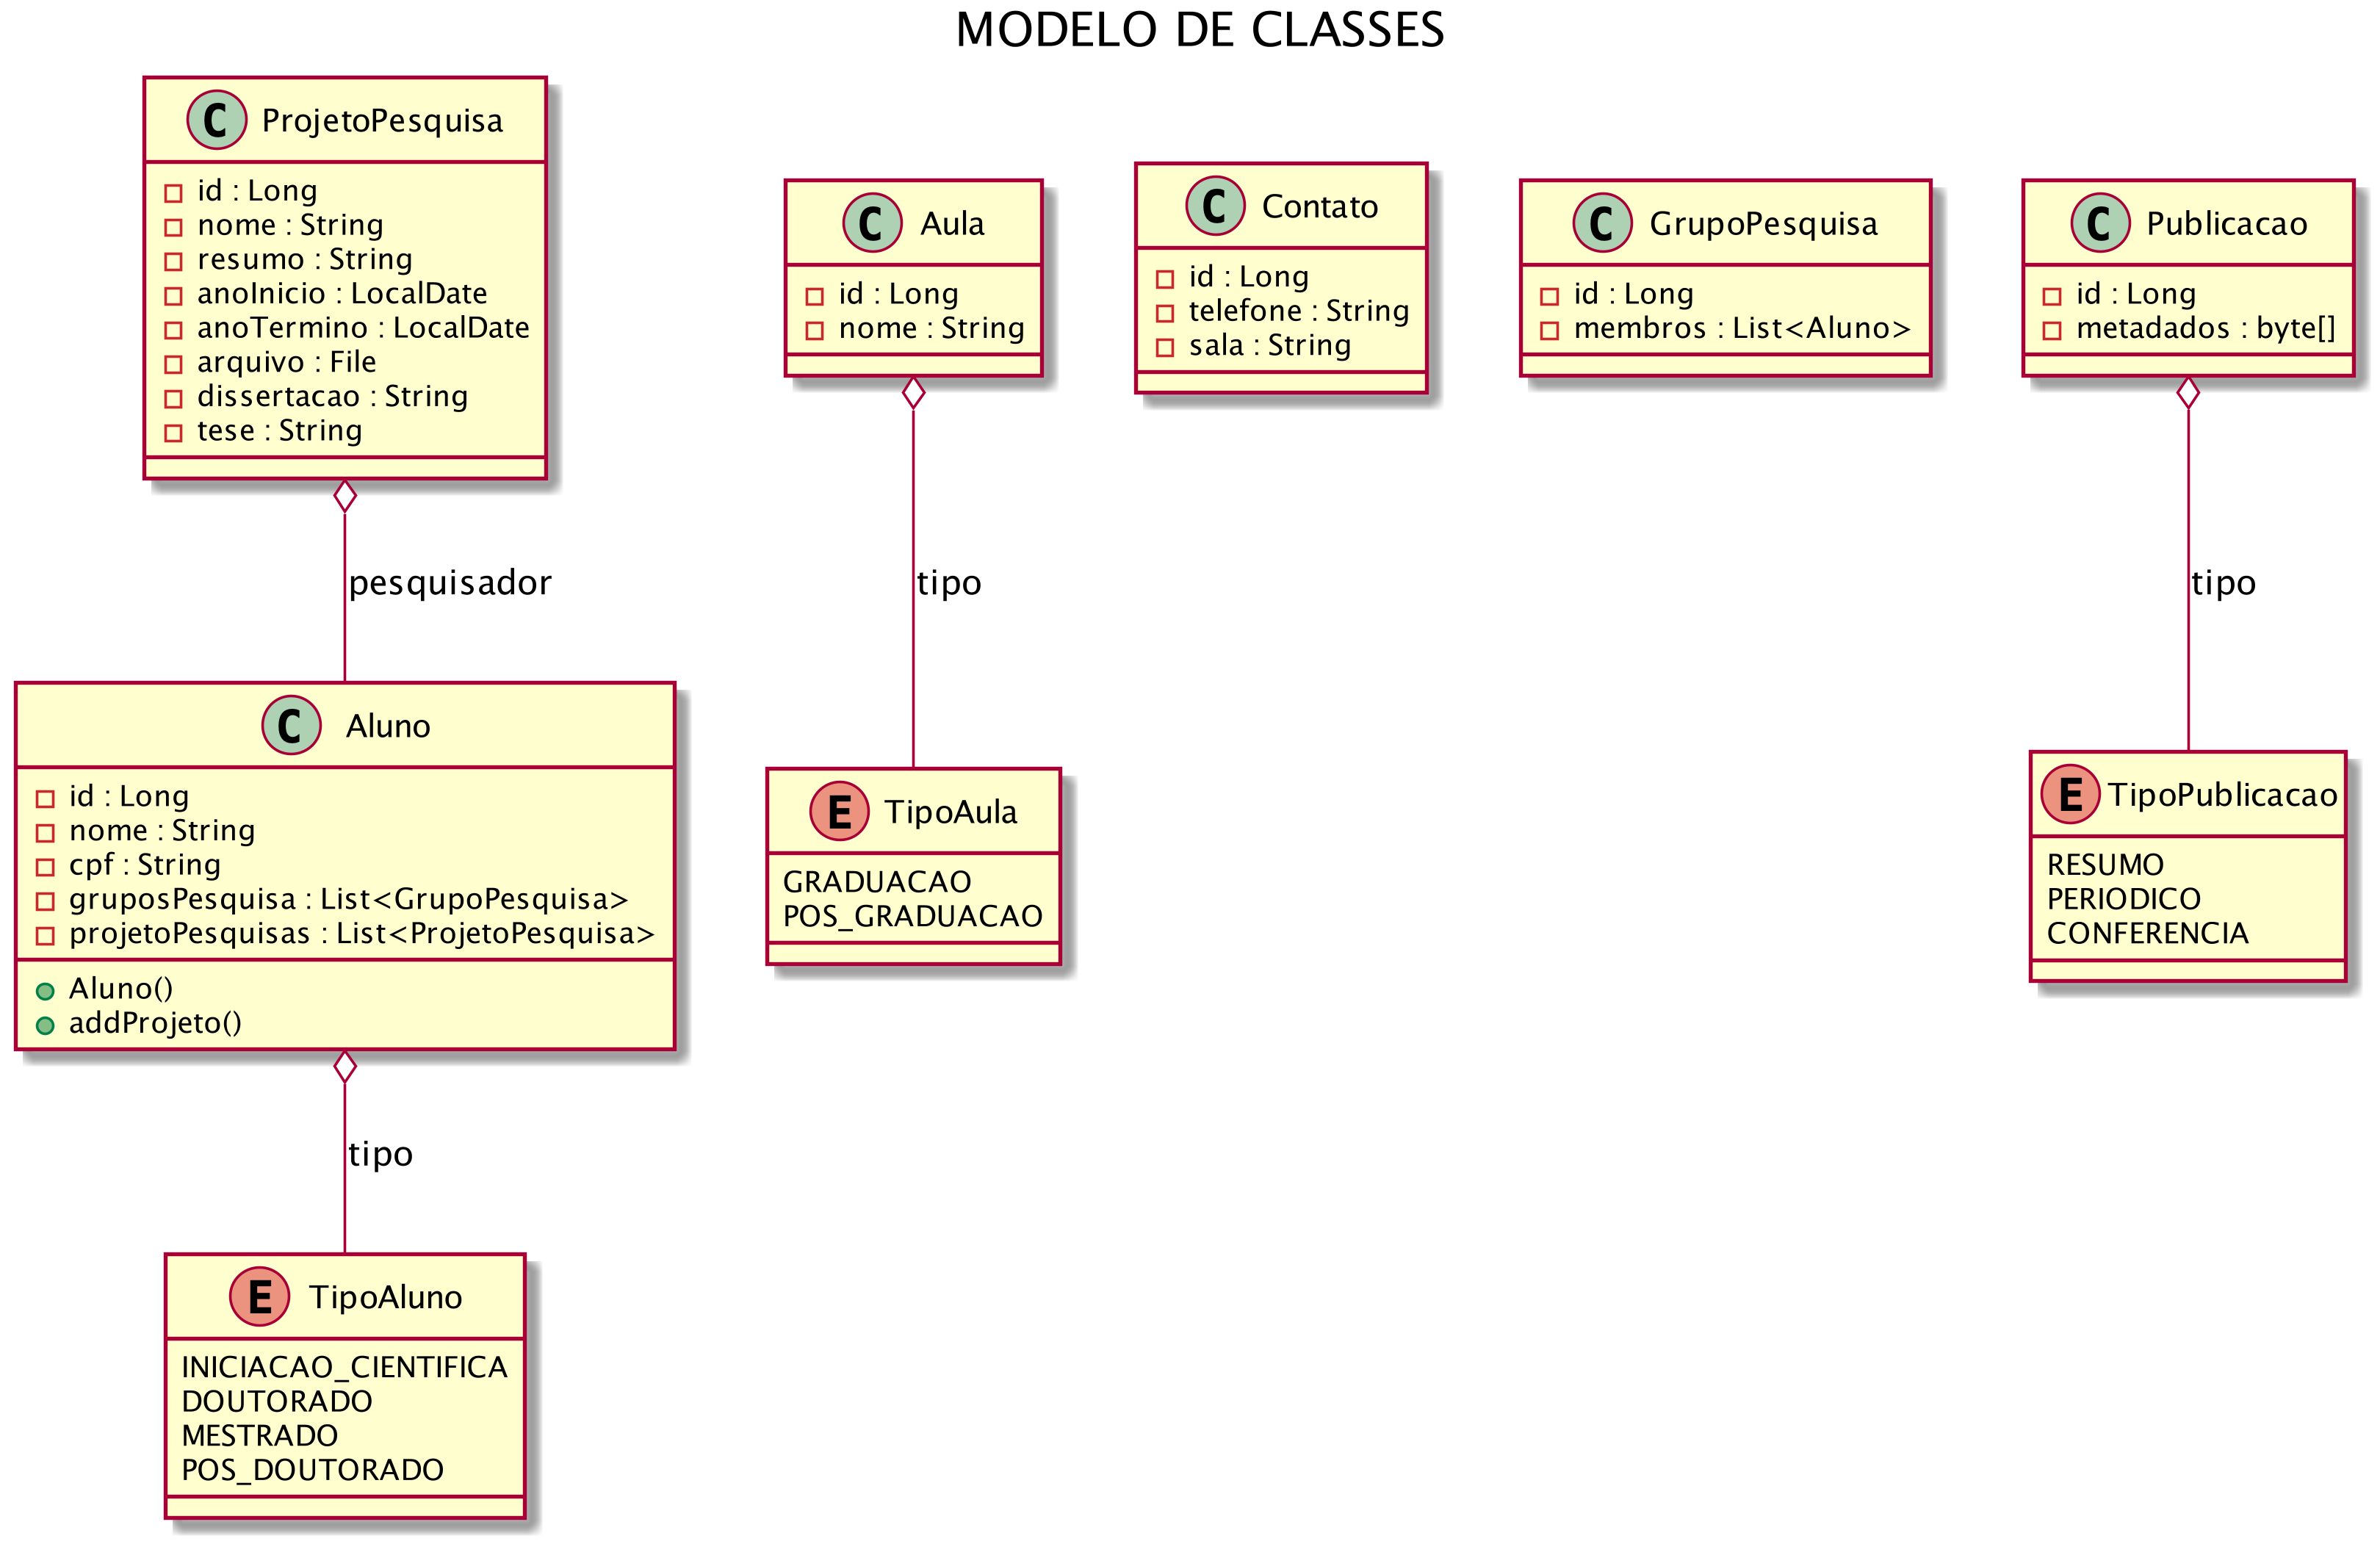 MODELO DE CLASSES
C ProjetoPesquisa
id : Long
nome : String
resumo : String
anoInicio : LocalDate
anoTermino : LocalDate
arquivo : File
dissertacao : String
tese : String
C Aula
id : Long
nome : String
C Contato
id : Long
telefone : String
sala : String
C GrupoPesquisa
id : Long
membros : List<Aluno>
C Publicacao
id : Long
metadados : byte[]
pesquisador
tipo
tipo
C Aluno
id : Long
nome : String
cpf : String
gruposPesquisa : List<GrupoPesquisa>
projetoPesquisas : List<ProjetoPesquisa>
Aluno()
addProjeto()
E TipoAula
GRADUACAO
POS_GRADUACAO
E TipoPublicacao
RESUMO
PERIODICO
CONFERENCIA
tipo
E TipoAluno
INICIACAO_CIENTIFICA
DOUTORADO
MESTRADO
POS_DOUTORADO